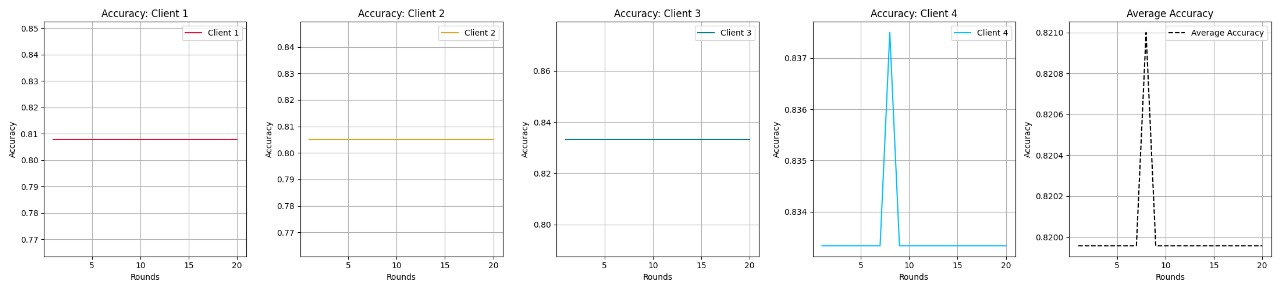 Accuracy: Client 1
Client 1
0.85
0.84
0.83
0.82
0.81
0.80
0.79
0.78
0.77
Accuracy
5 10 15 20
Rounds
Accuracy: Client 2
Client 2
0.84
0.83
0.82
0.81
0.80
0.79
0.78
0.77
Accuracy
5 10 15 20
Rounds
Accuracy: Client 3
Client 3
0.86
0.84
0.82
0.80
Accuracy
5 10 15 20
Rounds
Accuracy: Client 4
Client 4
0.837
0.836
0.835
0.834
Accuracy
5 10 15 20
Rounds
Average Accuracy
Average Accuracy
0.8210
0.8208
0.8206
0.8204
0.8202
0.8200
Accuracy
5 10 15 20
Rounds